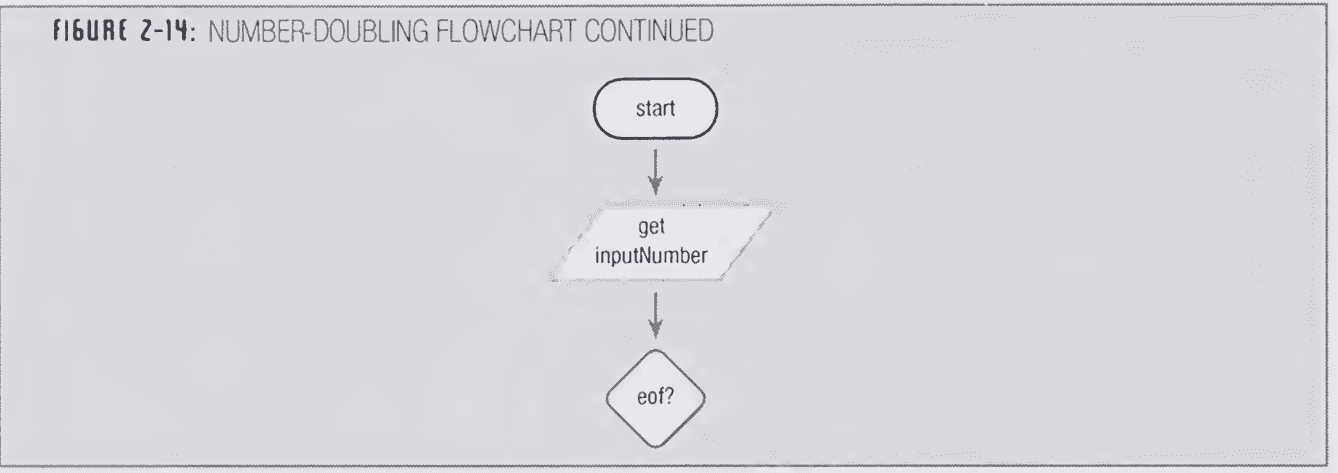 FIGURE 2-14: NUMBER-DOUBLING FLOWCHART CONTINUED
start
get
inputNumber
eof?